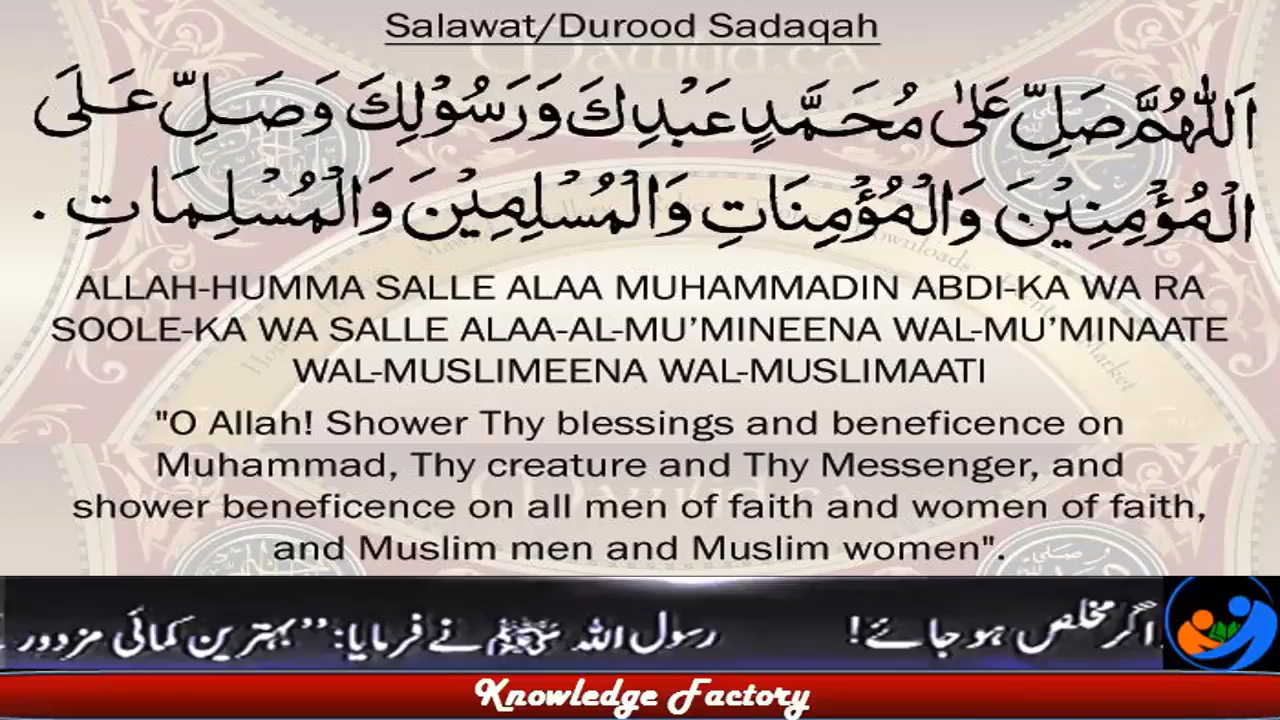 Salawat/Durood Sadaqah
اَللّٰهُمَّ صَلِّ عَلٰى مُحَمَّدٍ عَبْدِكَ وَرَسُوْلِكَ وَصَلِّ عَلَى
الْمُؤْمِنِيْنَ وَالْمُؤْمِنَاتِ وَالْمُسْلِمِيْنَ وَالْمُسْلِمَاتِ .
ALLAH-HUMMA SALLE ALAA MUHAMMADIN ABDI-KA WA RA
SOOLE-KA WA SALLE ALAA-AL-MU’MINEENA WAL-MU’MINAATE
WAL-MUSLIMEENA WAL-MUSLIMAATI
"O Allah! Shower Thy blessings and beneficence on
Muhammad, Thy creature and Thy Messenger, and
shower beneficence on all men of faith and women of faith,
and Muslim men and Muslim women".
اگر مخلص ہو جائے! رسول اللہ ﷺ نے فرمایا: ’’بہترین کمائی مزدور
Knowledge Factory